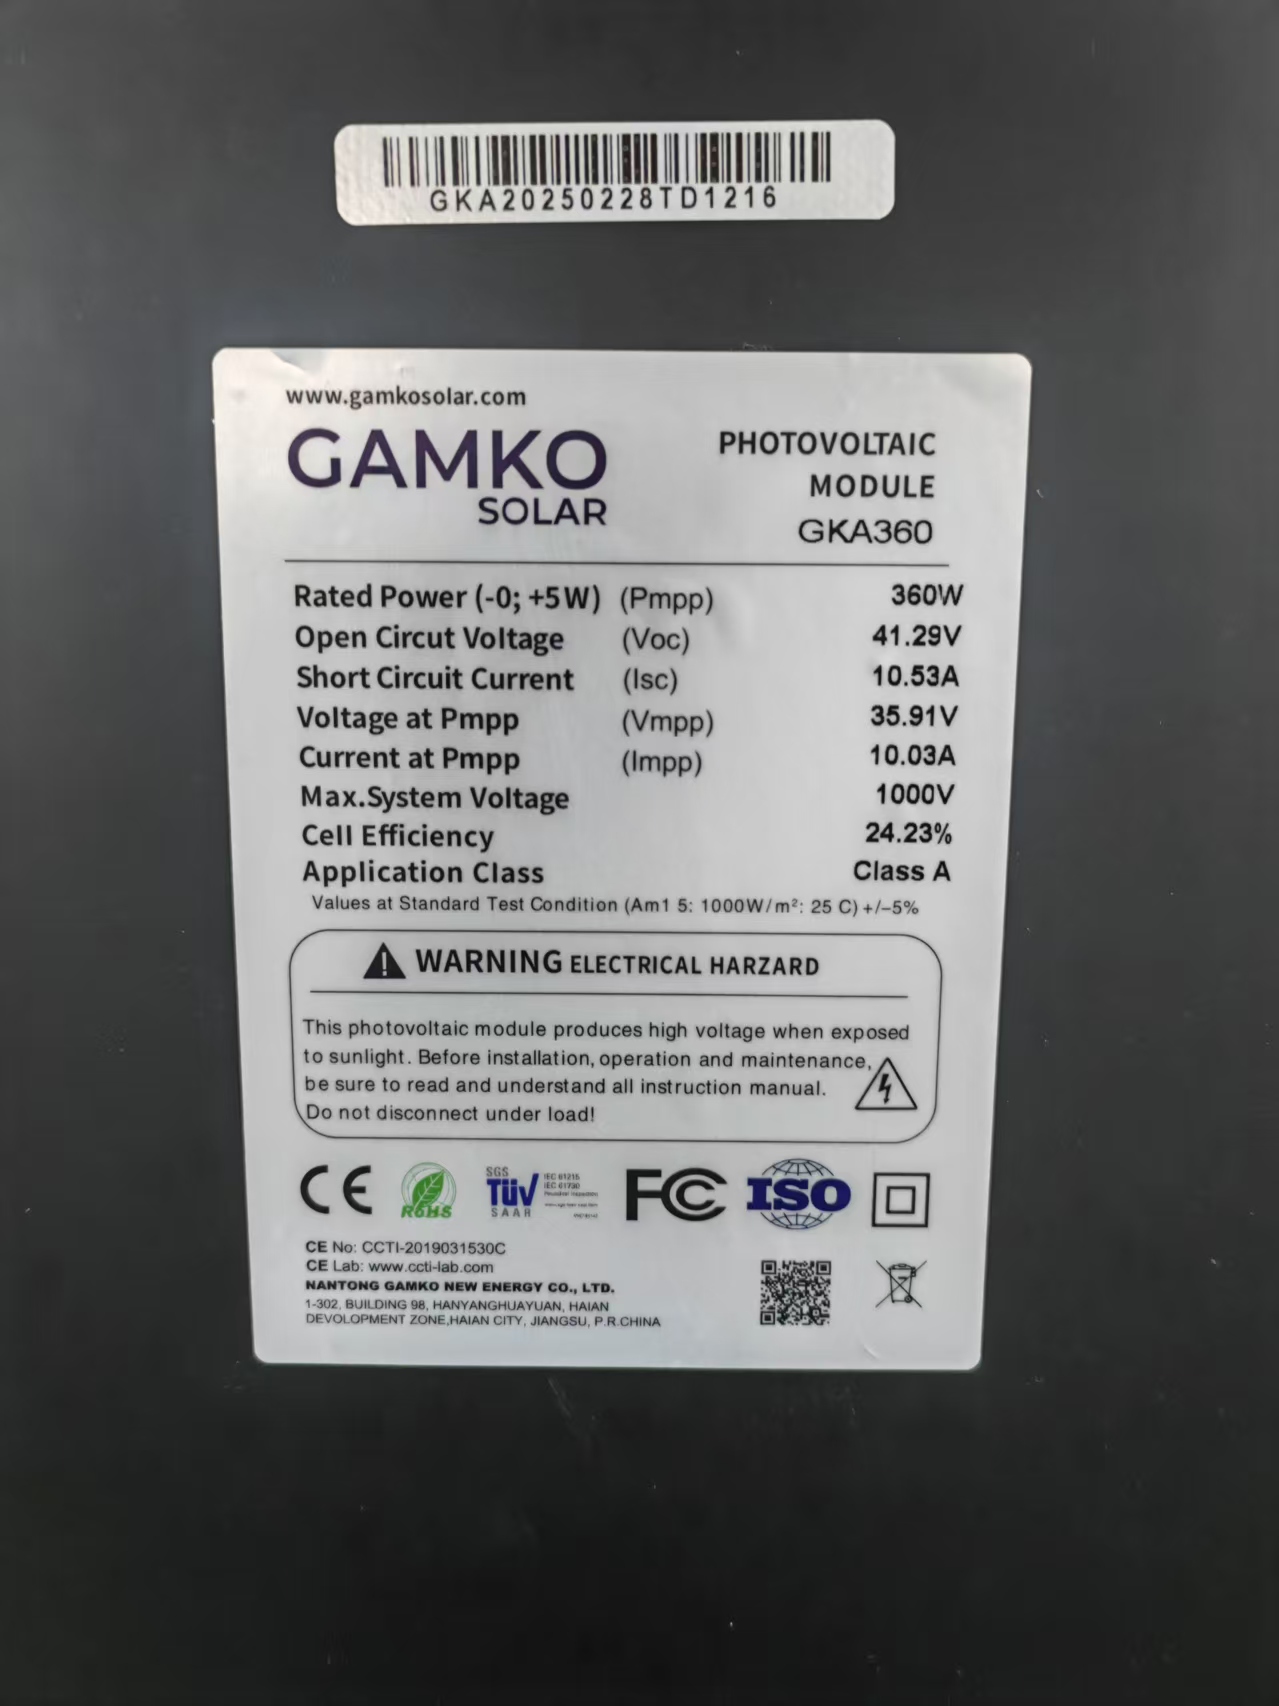 GKA20250228TD1216
www.gamkosolar.com
GAMKO
SOLAR
PHOTOVOLTAIC
MODULE
GKA360
Rated Power (-0; +5W) (Pmpp) 360W
Open Circut Voltage (Voc) 41.29V
Short Circuit Current (Isc) 10.53A
Voltage at Pmpp (Vmpp) 35.91V
Current at Pmpp (Impp) 10.03A
Max.System Voltage 1000V
Cell Efficiency 24.23%
Application Class Class A
Values at Standard Test Condition (Am1 5: 1000W/m²: 25 C) +/-5%
WARNING ELECTRICAL HARZARD
This photovoltaic module produces high voltage when exposed
to sunlight. Before installation, operation and maintenance,
be sure to read and understand all instruction manual.
Do not disconnect under load!
CE
RoHS
SGS
TüV
SAAR
IEC 61215
IEC 61730
FC
ISO
CE No: CCTI-2019031530C
CE Lab: www.ccti-lab.com
NANTONG GAMKO NEW ENERGY CO., LTD.
1-302, BUILDING 98, HANYANGHUAYUAN, HAIAN
DEVOLOPMENT ZONE,HAIAN CITY, JIANGSU, P.R.CHINA